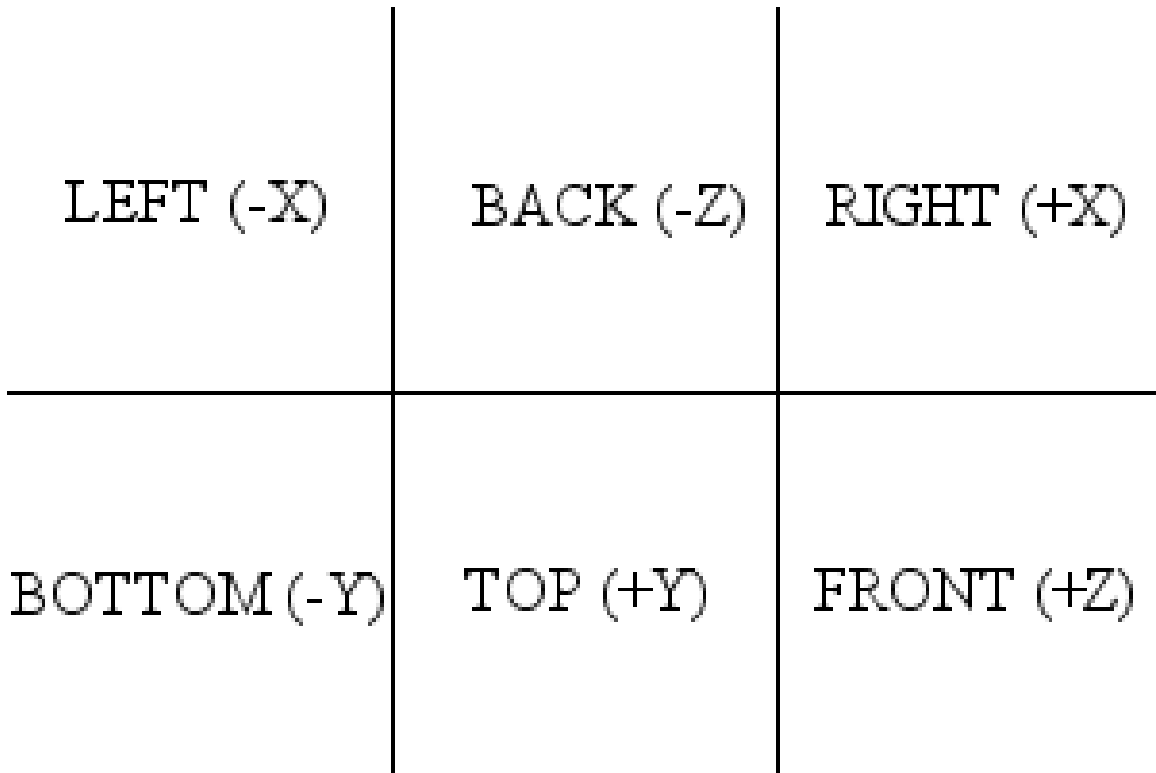 LEFT (-X)
BACK (-Z)
RIGHT (+X)
BOTTOM (-Y)
TOP (+Y)
FRONT (+Z)